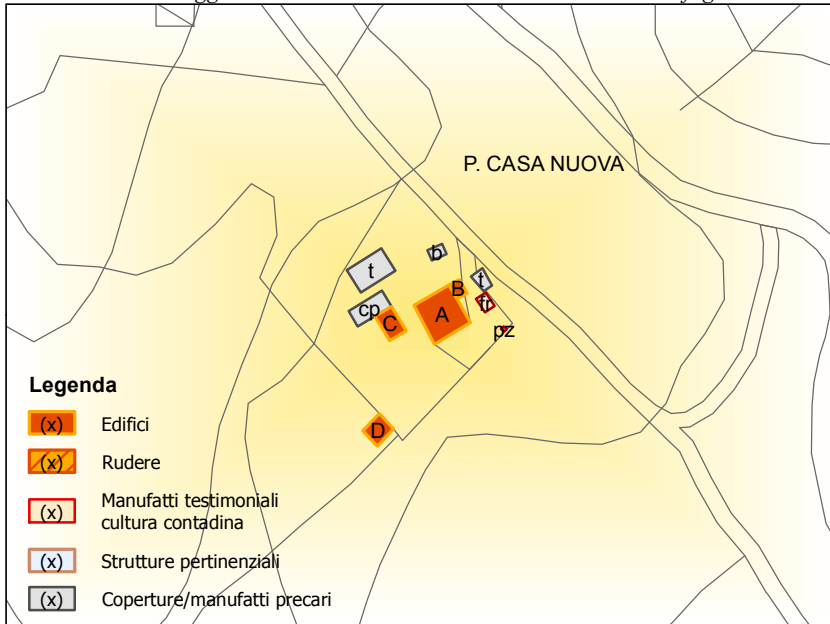 P. CASA NUOVA
b
t
t
B
fr
cp
A
C
pz
D
Legenda
(x) Edifici
(x) Rudere
(x) Manufatti testimoniali
cultura contadina
(x) Strutture pertinenziali
(x) Coperture/manufatti precari